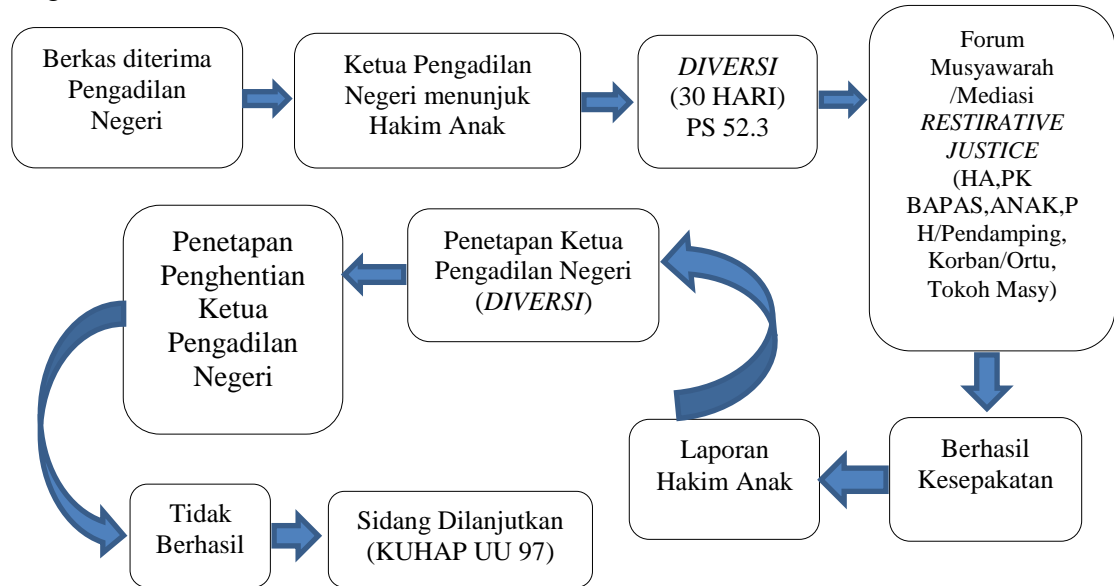 Berkas diterima
Pengadilan
Negeri
Ketua Pengadilan
Negeri menunjuk
Hakim Anak
DIVERSI
(30 HARI)
PS 52.3
Forum
Musyawarah
/Mediasi
RESTIRATIVE
JUSTICE
(HA,PK
BAPAS,ANAK,P
H/Pendamping,
Korban/Ortu,
Tokoh Masy)
Berhasil
Kesepakatan
Laporan
Hakim Anak
Penetapan Ketua
Pengadilan Negeri
(DIVERSI)
Penetapan
Penghentian
Ketua
Pengadilan
Negeri
Tidak
Berhasil
Sidang Dilanjutkan
(KUHAP UU 97)